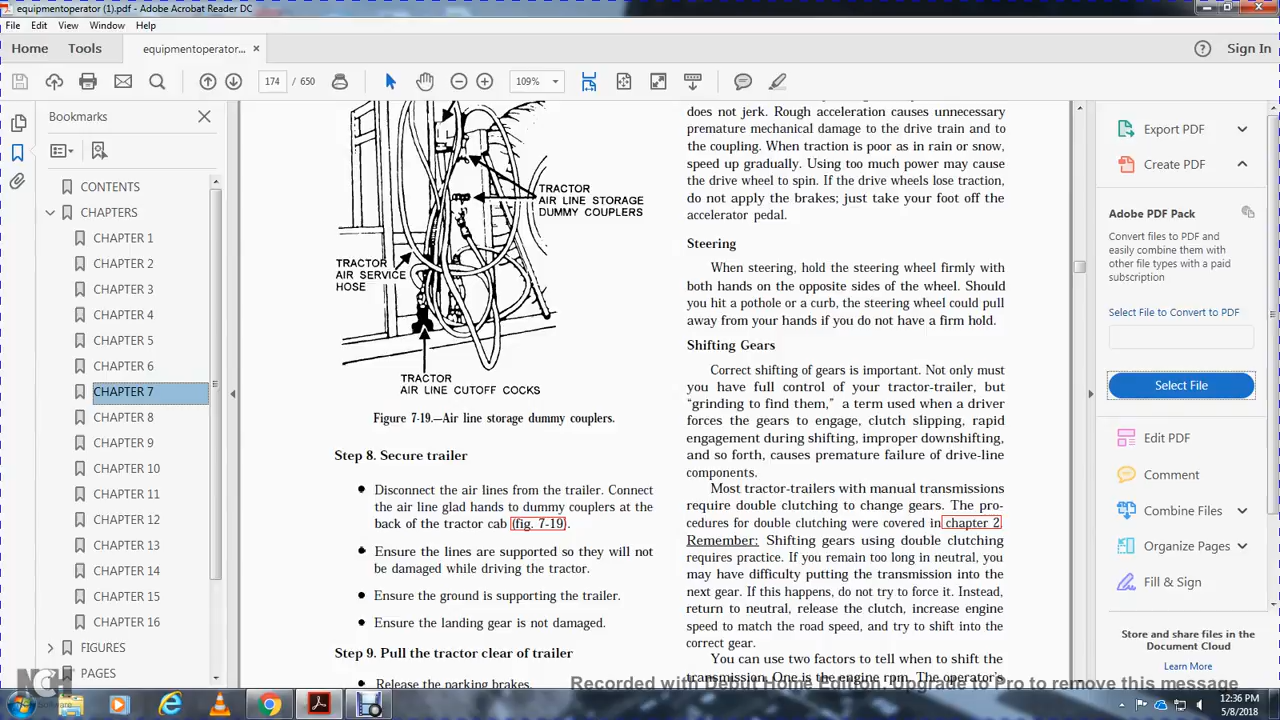 equipmentoperator (1).pdf - Adobe Acrobat Reader DC
File Edit View Window Help
Home Tools equipmentoperator... × Sign In
174 / 650 109%
Bookmarks
CONTENTS
CHAPTERS
CHAPTER 1
CHAPTER 2
CHAPTER 3
CHAPTER 4
CHAPTER 5
CHAPTER 6
CHAPTER 7
CHAPTER 8
CHAPTER 9
CHAPTER 10
CHAPTER 11
CHAPTER 12
CHAPTER 13
CHAPTER 14
CHAPTER 15
CHAPTER 16
FIGURES
PAGES
TRACTOR
AIR LINE STORAGE
DUMMY COUPLERS
TRACTOR
AIR SERVICE
HOSE
TRACTOR
AIR LINE CUTOFF COCKS
Figure 7-19.—Air line storage dummy couplers.
Step 8. Secure trailer
● Disconnect the air lines from the trailer. Connect
the air line glad hands to dummy couplers at the
back of the tractor cab (fig. 7-19).
● Ensure the lines are supported so they will not
be damaged while driving the tractor.
● Ensure the ground is supporting the trailer.
● Ensure the landing gear is not damaged.
Step 9. Pull the tractor clear of trailer
Release the parking brakes.
does not jerk. Rough acceleration causes unnecessary
premature mechanical damage to the drive train and to
the coupling. When traction is poor as in rain or snow,
speed up gradually. Using too much power may cause
the drive wheel to spin. If the drive wheels lose traction,
do not apply the brakes; just take your foot off the
accelerator pedal.
Steering
When steering, hold the steering wheel firmly with
both hands on the opposite sides of the wheel. Should
you hit a pothole or a curb, the steering wheel could pull
away from your hands if you do not have a firm hold.
Shifting Gears
Correct shifting of gears is important. Not only must
you have full control of your tractor-trailer, but
“grinding to find them,” a term used when a driver
forces the gears to engage, clutch slipping, rapid
engagement during shifting, improper downshifting,
and so forth, causes premature failure of drive-line
components.
Most tractor-trailers with manual transmissions
require double clutching to change gears. The pro-
cedures for double clutching were covered in chapter 2
Remember: Shifting gears using double clutching
requires practice. If you remain too long in neutral, you
may have difficulty putting the transmission into the
next gear. If this happens, do not try to force it. Instead,
return to neutral, release the clutch, increase engine
speed to match the road speed, and try to shift into the
correct gear.
You can use two factors to tell when to shift the
transmission. One is the engine rpm. The operator's
Export PDF
Create PDF
Adobe PDF Pack
Convert files to PDF and
easily combine them with
other file types with a paid
subscription
Select File to Convert to PDF
Select File
Edit PDF
Comment
Combine Files
Organize Pages
Fill & Sign
Store and share files in the
Document Cloud
Learn More
Recorded with Debut Home Edition - Upgrade to Pro to remove this message
NCH
Software
12:36 PM
5/8/2018